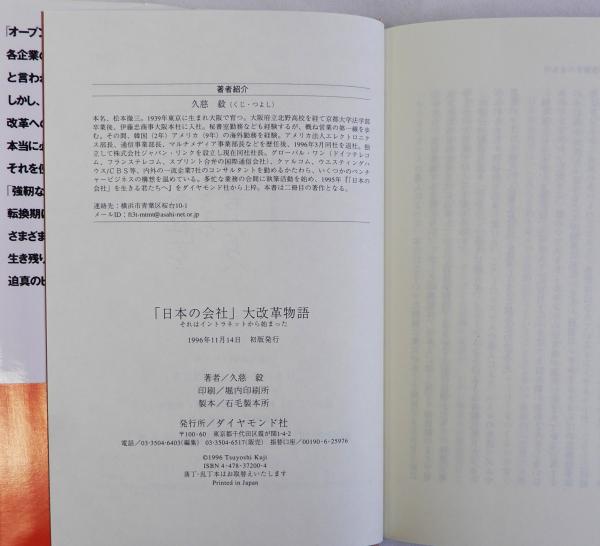 「オープン
各企業の
と言われ
しかし、
改革への
本当に
それを
「強靭な
転換期に
さまざま
生き残り
迫真のビ
著者紹介
久慈 毅（くじ・つよし）
本名、松本徹三。1939年東京に生まれ大阪で育つ。大阪府立北野高校を経て京都大学法学部
卒業後、伊藤忠商事大阪本社に入社。秘書室勤務なども経験するが、概ね営業の第一線を歩
む。その間、韓国（2年）アメリカ（9年）の海外勤務を経験。アメリカ法人エレクトロニク
ス部長、通信事業部長、マルチメディア事業部長などを歴任後、1996年3月同社を退社。独
立して株式会社ジャパン・リンクを設立し現在同社社長。グローバル・ワン（ドイツテレコ
ム、フランステレコム、スプリント合弁の国際通信会社）、クァルコム、ウエスティングハ
ウス/CBS等、内外の一流企業7社のコンサルタントを勤めるかたわら、いくつかのベンチ
ャービジネスの構想を温めている。多忙な業務の合間に執筆活動を始め、1995年『「日本の
会社」を生きる君たちへ』をダイヤモンド社から上梓。本書は二冊目の著作となる。
連絡先：横浜市青葉区桜台10-1
メールID：ft3t-mtmt@asahi-net.or.jp
「日本の会社」大改革物語
それはイントラネットから始まった
1996年11月14日 初版発行
著者／久慈 毅
印刷／堀内印刷所
製本／石毛製本所
発行所／ダイヤモンド社
〒100-60 東京都千代田区霞が関1-4-2
電話／03・3504-6403（編集） 03・3504-6517（販売） 振替口座／00190-6-25976
©1996 Tsuyoshi Kuji
ISBN 4-478-37200-4
落丁・乱丁本はお取替えいたします
Printed in Japan